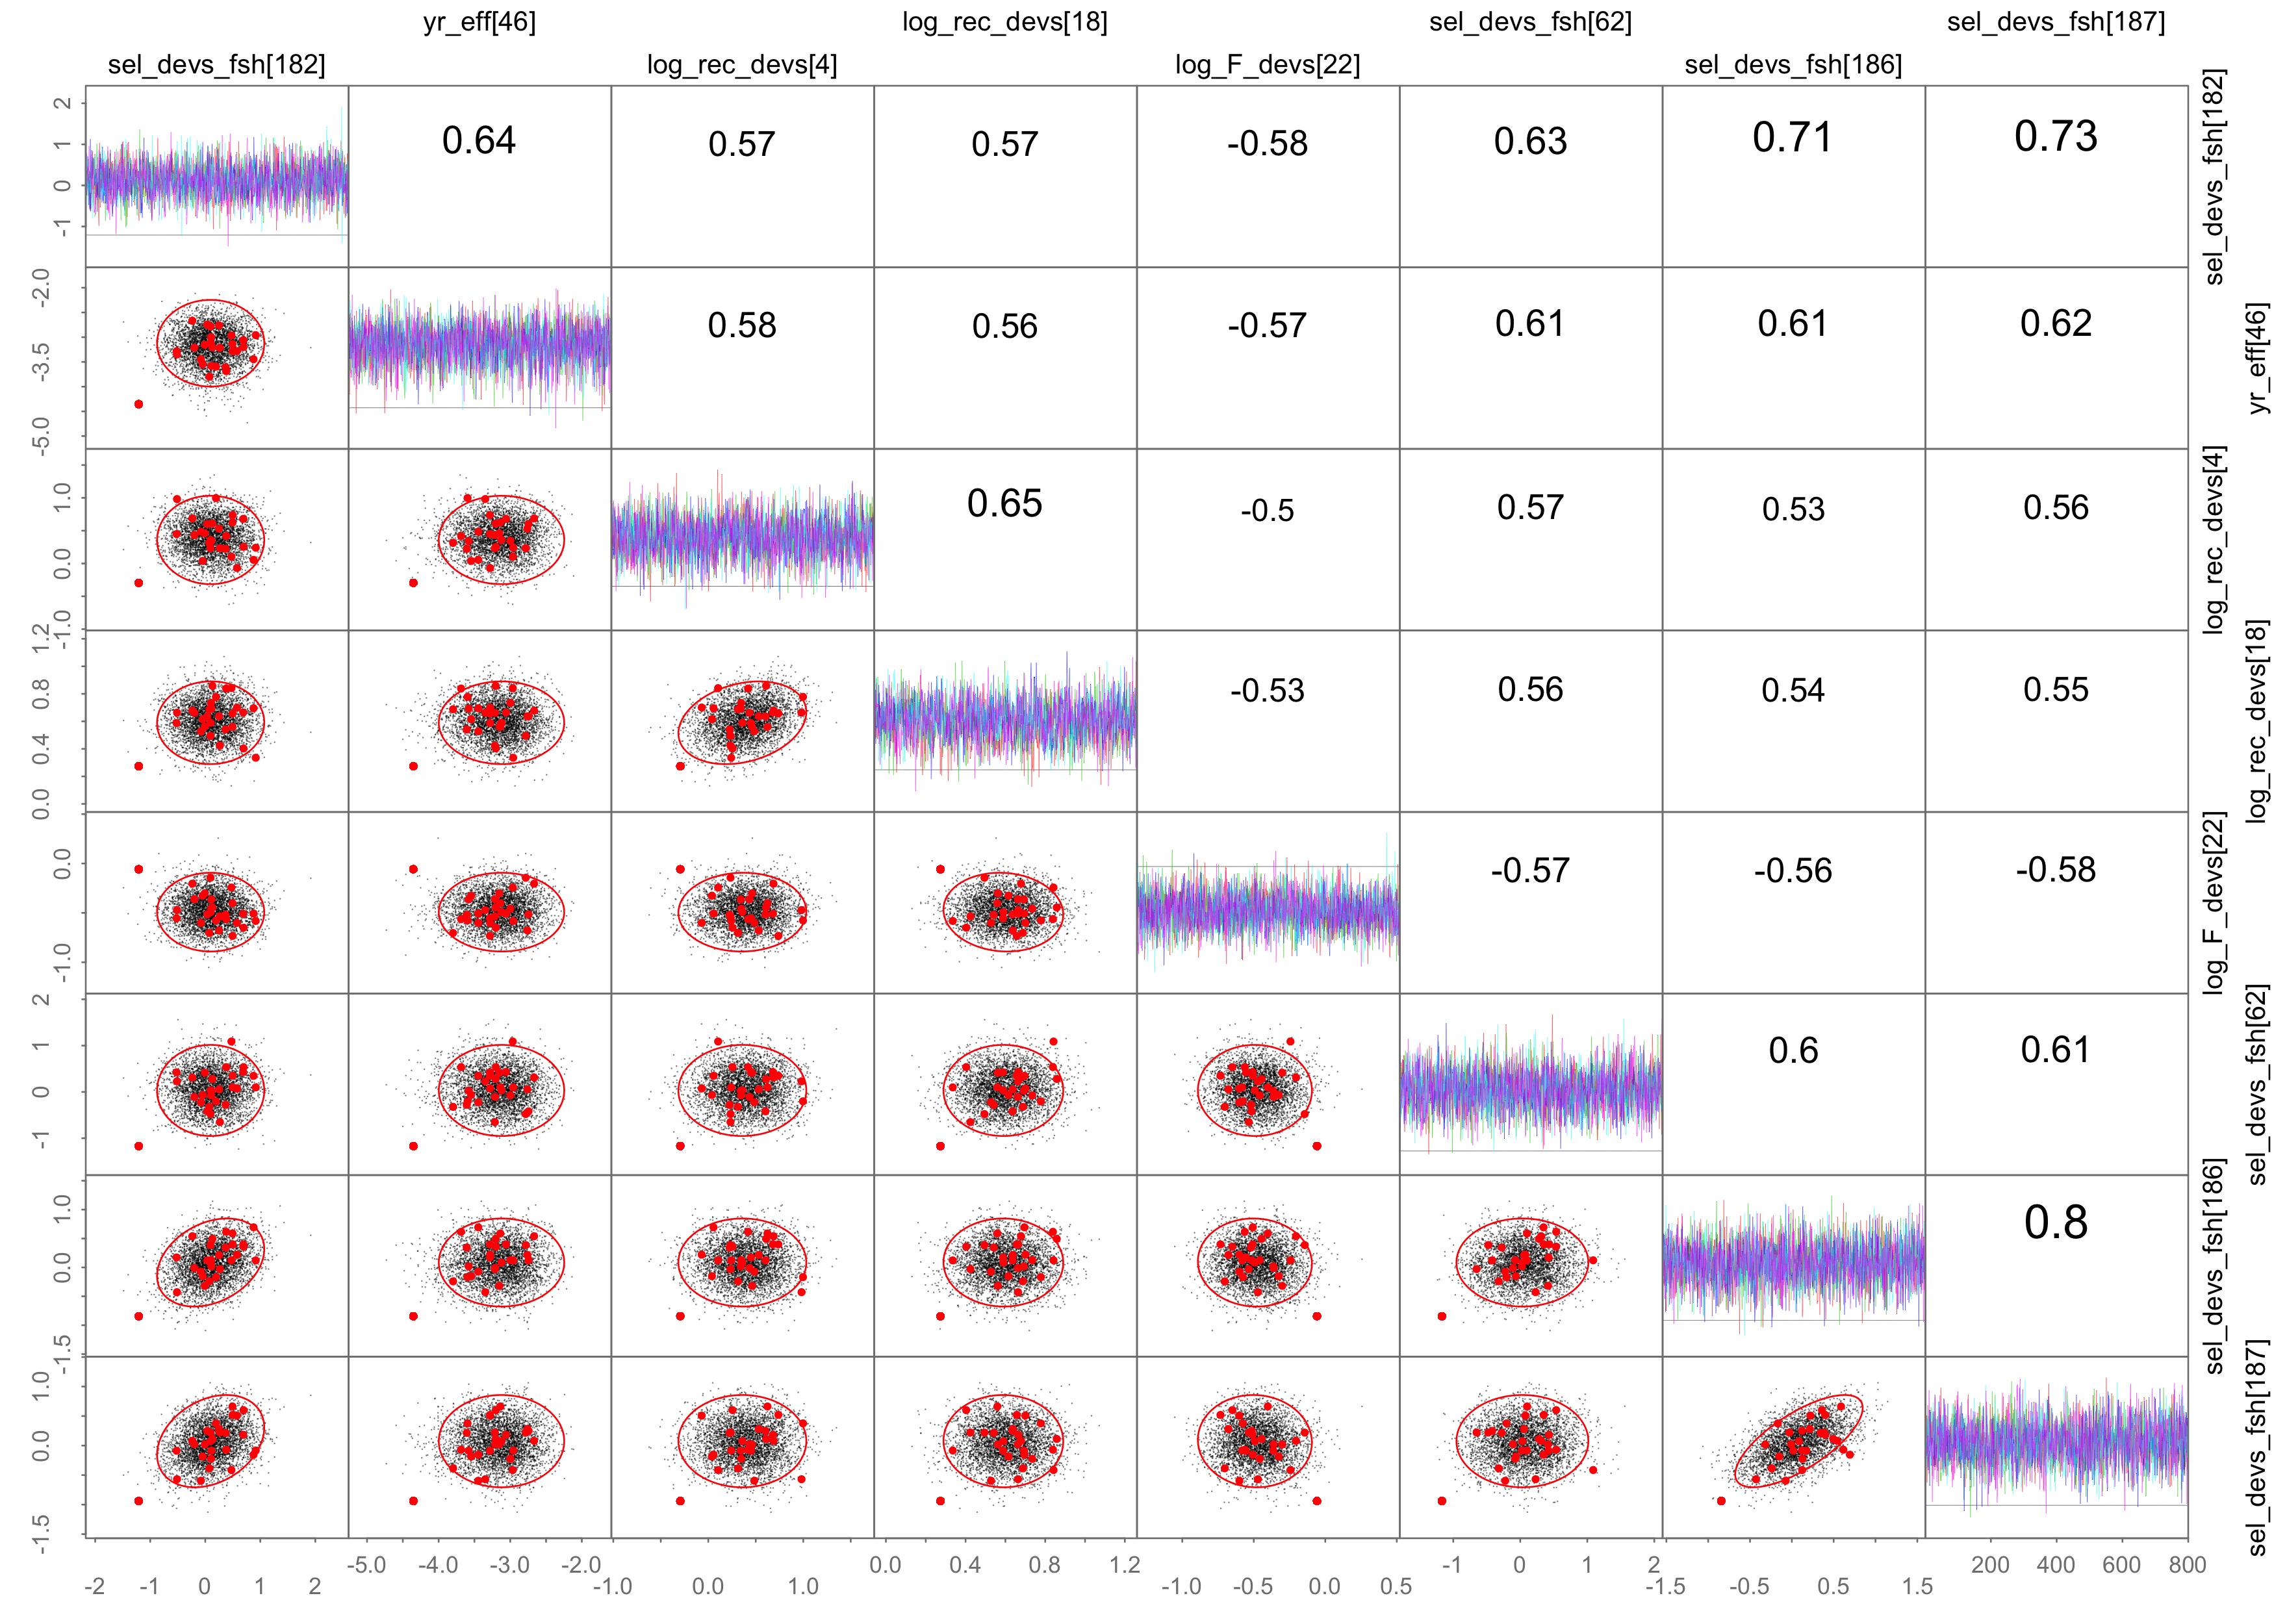 yr_eff[46] log_rec_devs[18] sel_devs_fsh[62] sel_devs_fsh[187]
sel_devs_fsh[182] log_rec_devs[4] log_F_devs[22] sel_devs_fsh[186]
2 1 0 -1
0.64 0.57 0.57 -0.58 0.63 0.71 0.73
sel_devs_fsh[182]
-2.0 -3.5 -5.0
0.58 0.56 -0.57 0.61 0.61 0.62
yr_eff[46]
1.0 0.0 -1.0
0.65 -0.5 0.57 0.53 0.56
log_rec_devs[4]
1.2 0.8 0.4 0.0
-0.53 0.56 0.54 0.55
log_rec_devs[18]
0.0 -1.0
-0.57 -0.56 -0.58
log_F_devs[22]
2 1 0 -1
0.6 0.61
sel_devs_fsh[62]
1.0 0.0 -1.5
0.8
sel_devs_fsh[186]
1.0 0.0 -1.5
sel_devs_fsh[187]
-5.0 -4.0 -3.0 -2.0 0.0 0.4 0.8 1.2 -1 0 1 2 200 400 600 800
-2 -1 0 1 2 -1.0 0.0 1.0 -1.0 -0.5 0.0 0.5 -1.5 -0.5 0.5 1.5